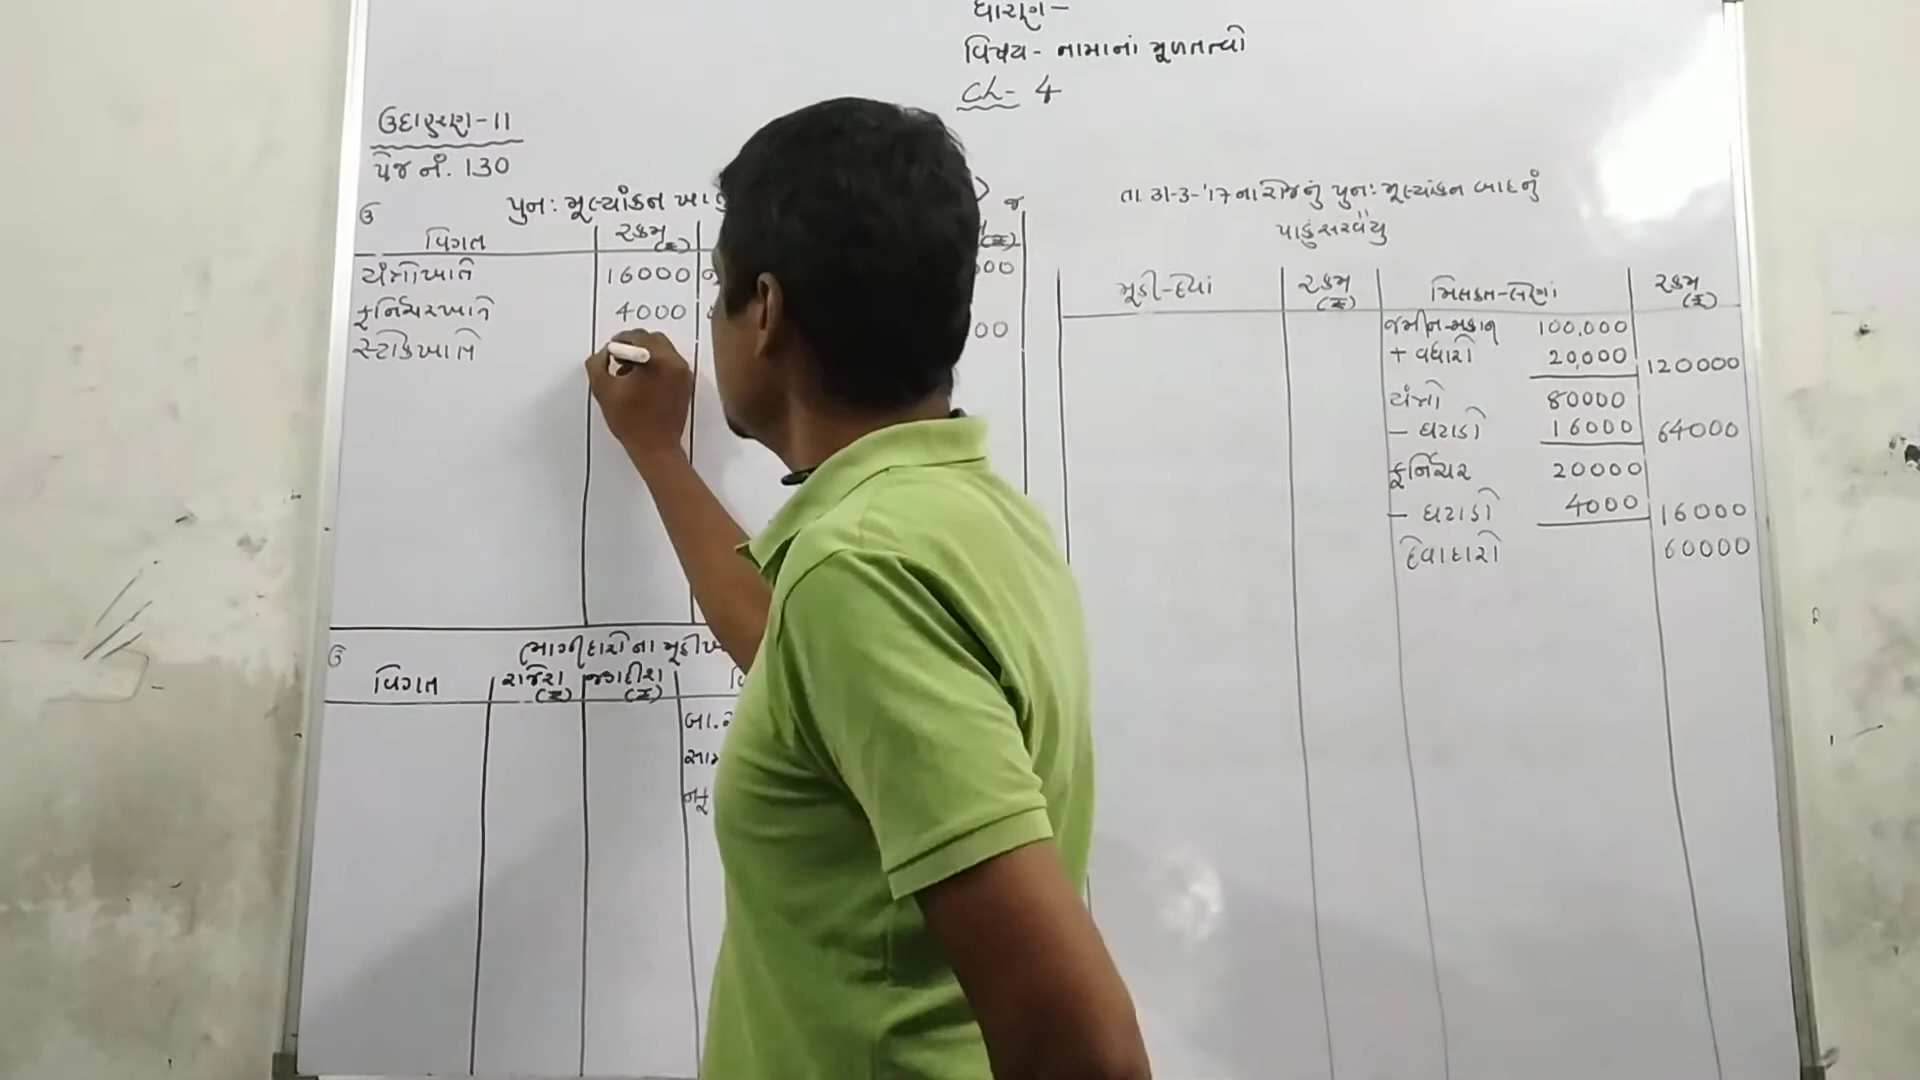 ધોરણ-
વિષય- નામાનાં મૂળતત્વો
Ch- 4
ઉદાહરણ-11
પેજ નં. 130
પુનઃમૂલ્યાંકન
ઉ
જ
વિગત
રકમ (₹)
(₹)
યંત્રો ખાતે 16000
ફર્નિચર ખાતે 4000
સ્ટોક ખાતે
ભાગીદારોના મૂડી
ઉ
વિગત
રાજેશ (₹)
જગદીશ (₹)
બા.
તા 31-3-'17 ના રોજનું પુનઃમૂલ્યાંકન બાદનું
પાકું સરવૈયું
મૂડી-દેવાં રકમ (₹) મિલકત-લેણાં રકમ (₹)
જમીન-મકાન 100,000
+ વધારો 20,000 120000
યંત્રો 80000
- ઘટાડો 16000 64000
ફર્નિચર 20000
- ઘટાડો 4000 16000
દેવાદારો 60000